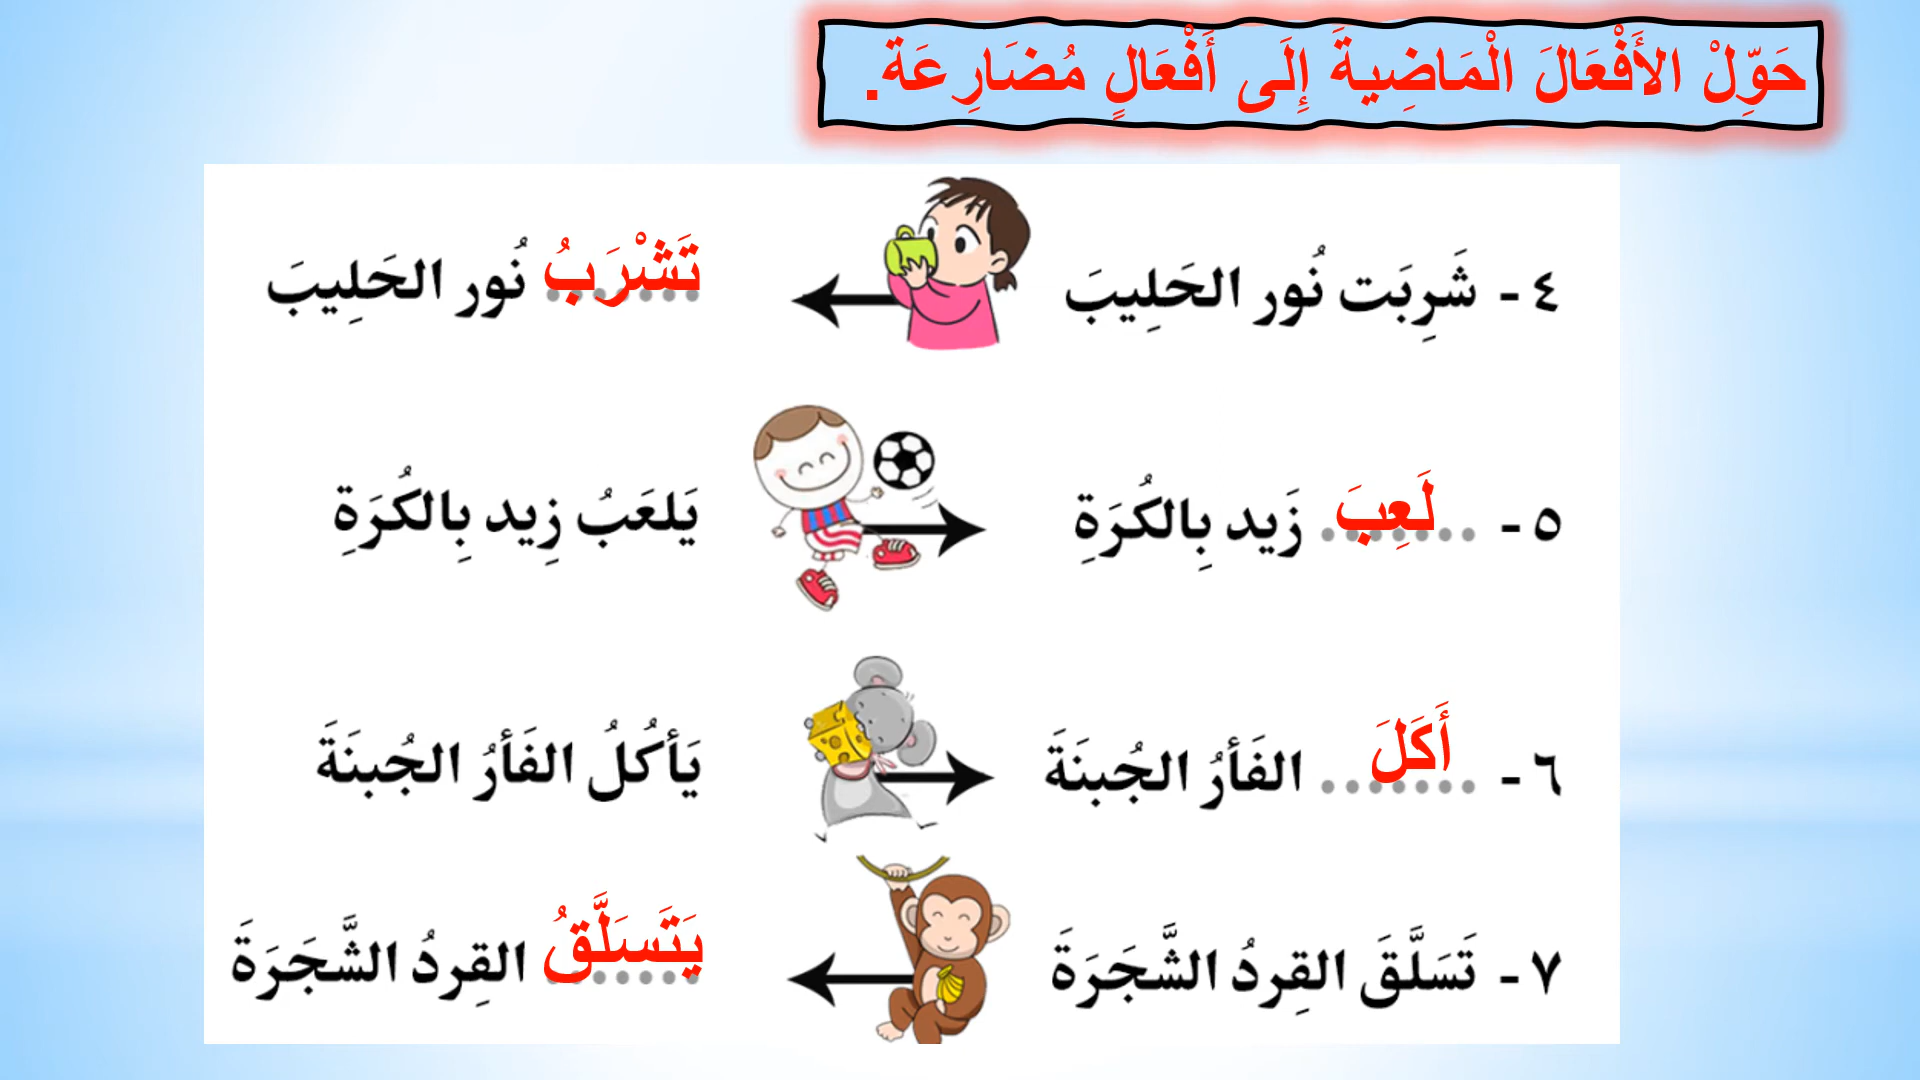 حَوِّلْ الأَفْعَالَ الْمَاضِيةَ إِلَى أَفْعَالٍ مُضَارِعَة.
٤ - شَرِبَت نُور الحَلِيبَ تَشْرَبُ نُور الحَلِيبَ
٥ - لَعِبَ زَيد بِالكُرَةِ يَلعَبُ زِيد بِالكُرَةِ
٦ - أَكَلَ الفَأرُ الجُبنَةَ يَأكُلُ الفَأرُ الجُبنَةَ
٧ - تَسَلَّقَ القِردُ الشَّجَرَةَ يَتَسَلَّقُ القِردُ الشَّجَرَةَ